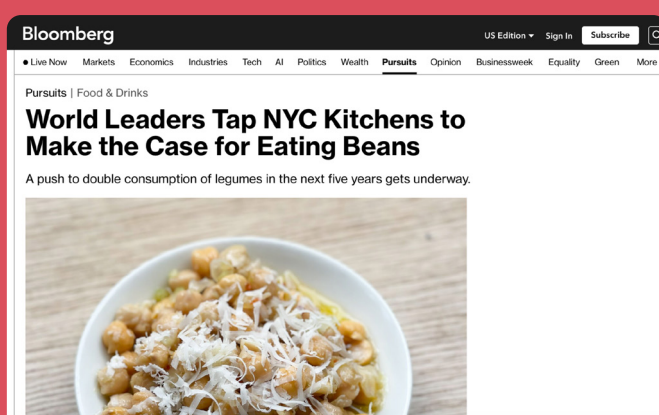 Bloomberg
US Edition Sign In Subscribe
Live Now Markets Economics Industries Tech AI Politics Wealth Pursuits Opinion Businessweek Equality Green More
Pursuits | Food & Drinks
World Leaders Tap NYC Kitchens to
Make the Case for Eating Beans
A push to double consumption of legumes in the next five years gets underway.